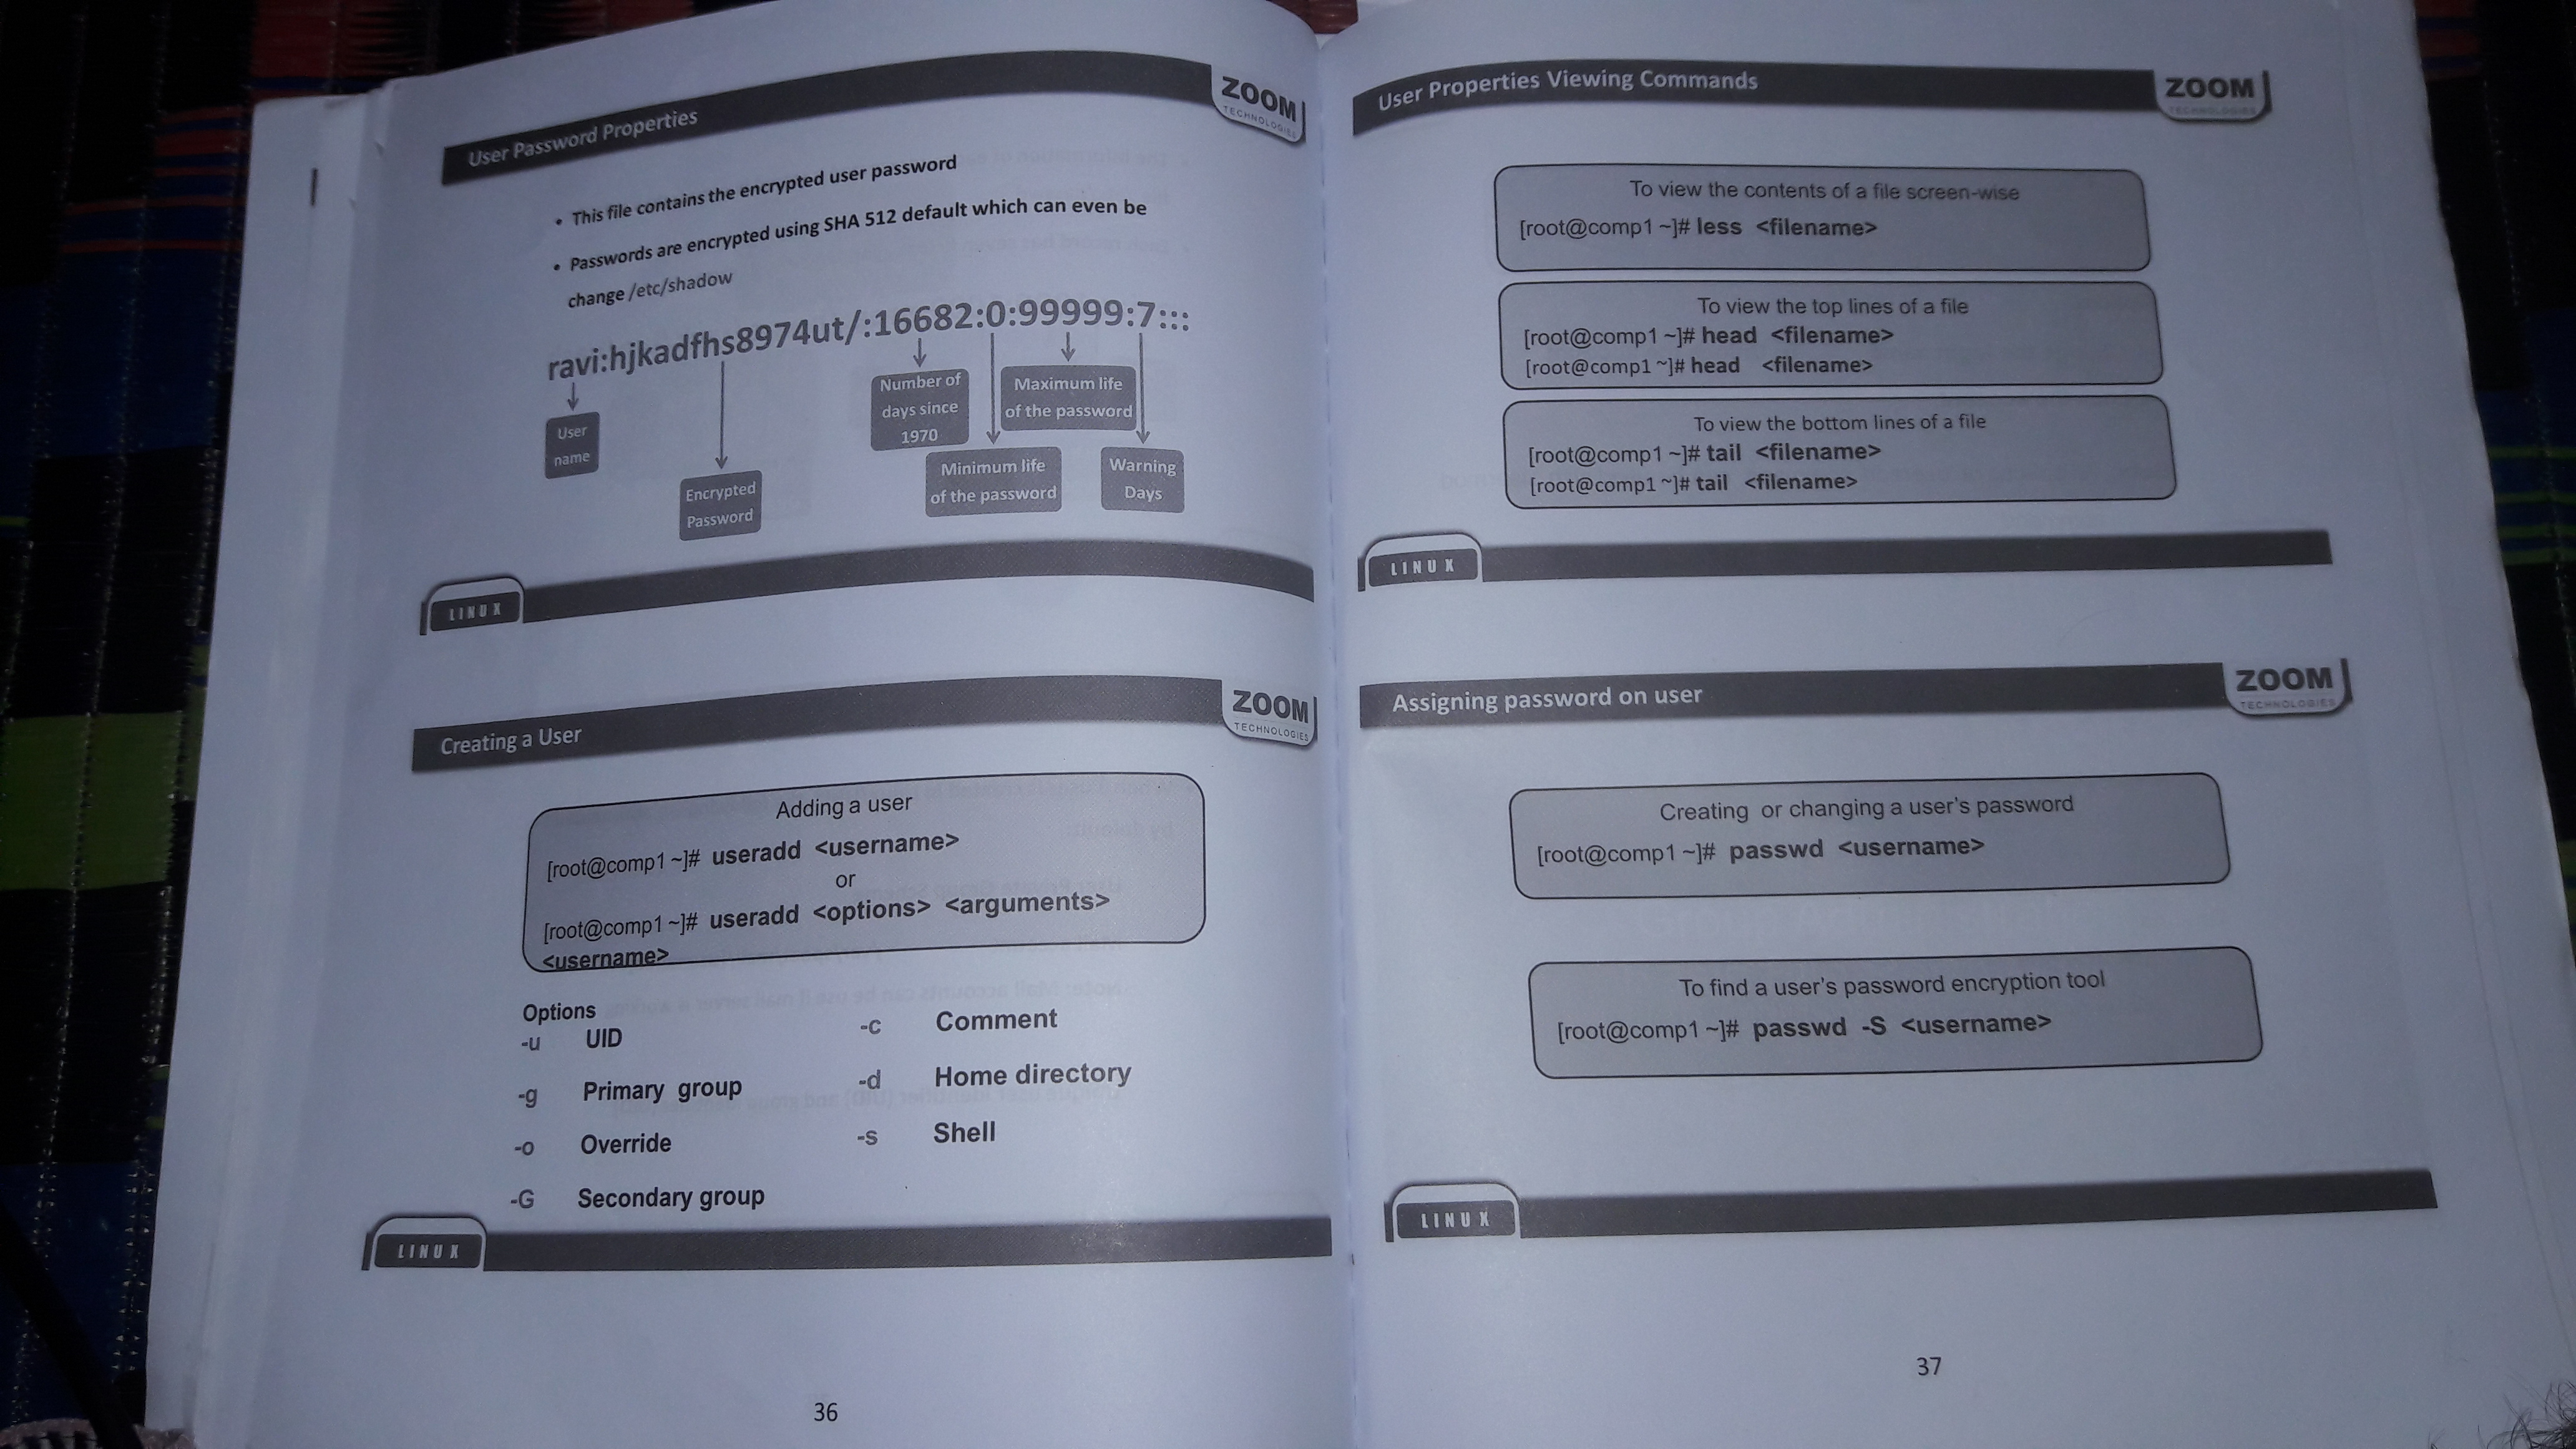 User Password Properties
ZOOM
TECHNOLOGIES
• This file contains the encrypted user password
• Passwords are encrypted using SHA 512 default which can even be
change /etc/shadow
ravi:hjkadfhs8974ut/:16682:0:99999:7:::
User
name
Encrypted
Password
Number of
days since
1970
Minimum life
of the password
Maximum life
of the password
Warning
Days
LINUX
Creating a User
ZOOM
TECHNOLOGIES
Adding a user
[root@comp1 ~]# useradd <username>
or
[root@comp1 ~]# useradd <options> <arguments>
<username>
Options
-u UID
-c Comment
-g Primary group
-d Home directory
-o Override
-s Shell
-G Secondary group
LINUX
36
User Properties Viewing Commands
ZOOM
TECHNOLOGIES
To view the contents of a file screen-wise
[root@comp1 ~]# less <filename>
To view the top lines of a file
[root@comp1 ~]# head <filename>
[root@comp1 ~]# head <filename>
To view the bottom lines of a file
[root@comp1 ~]# tail <filename>
[root@comp1 ~]# tail <filename>
LINUX
Assigning password on user
ZOOM
TECHNOLOGIES
Creating or changing a user's password
[root@comp1 ~]# passwd <username>
To find a user's password encryption tool
[root@comp1 ~]# passwd -S <username>
LINUX
37